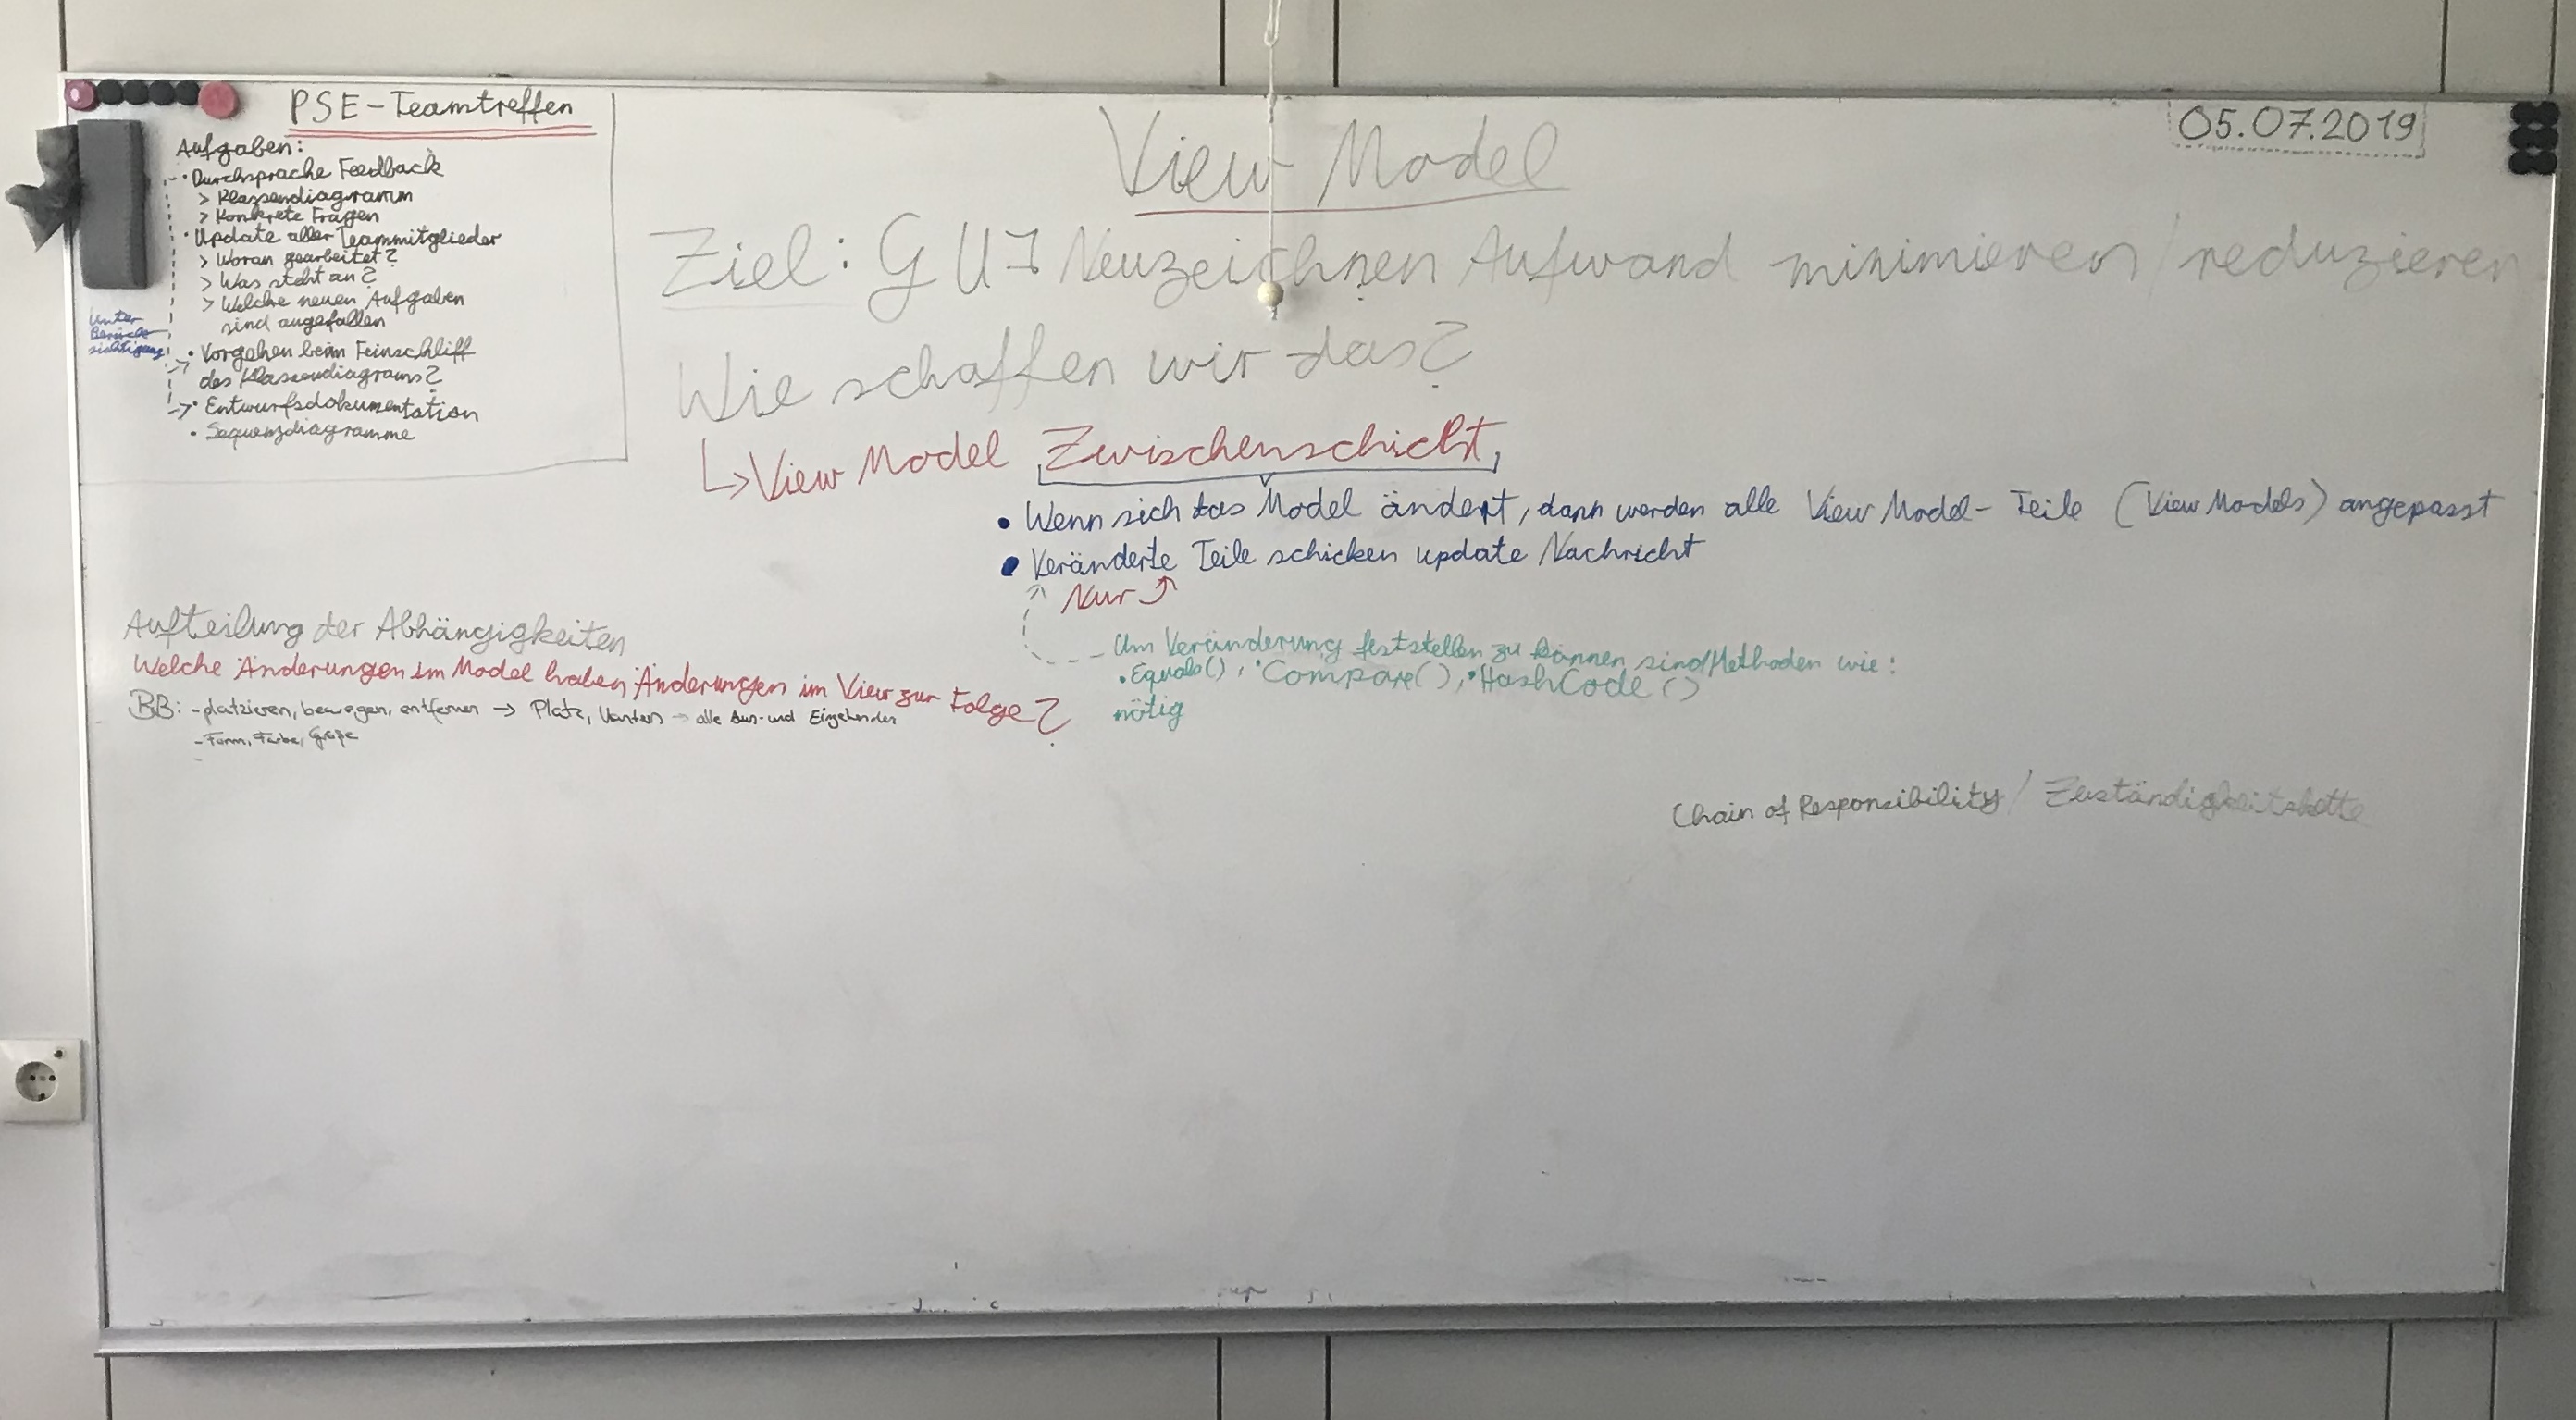 PSE-Teamtreffen
Aufgaben:
· Durchsprache Feedback
> Klassendiagramm
> Konkrete Fragen
· Update aller Teammitglieder
> Woran gearbeitet?
> Was steht an?
> Welche neuen Aufgaben
sind angefallen
Unter
Berück-
sichtigung
· Vorgehen beim Feinschliff
des Klassendiagrams?
· Entwurfsdokumentation
· Sequenzdiagramme
View Model
05.07.2019
Ziel: GUI Neuzeichnen Aufwand minimieren / reduzieren
Wie schaffen wir das?
↳ View Model Zwischenschicht
• Wenn sich das Model ändert, dann werden alle View Model-Teile (View Models) angepasst
• Veränderte Teile schicken update Nachricht
Nur
Um Veränderung feststellen zu können sind Methoden wie:
• Equals(), • Compare(), • HashCode()
nötig
Aufteilung der Abhängigkeiten
Welche Änderungen im Model haben Änderungen im View zur Folge?
BB: - platzieren, bewegen, entfernen → Platz, → alle Aus- und Eingehenden
- Form, Farbe, Größe
Chain of Responsibility / Zuständigkeitskette